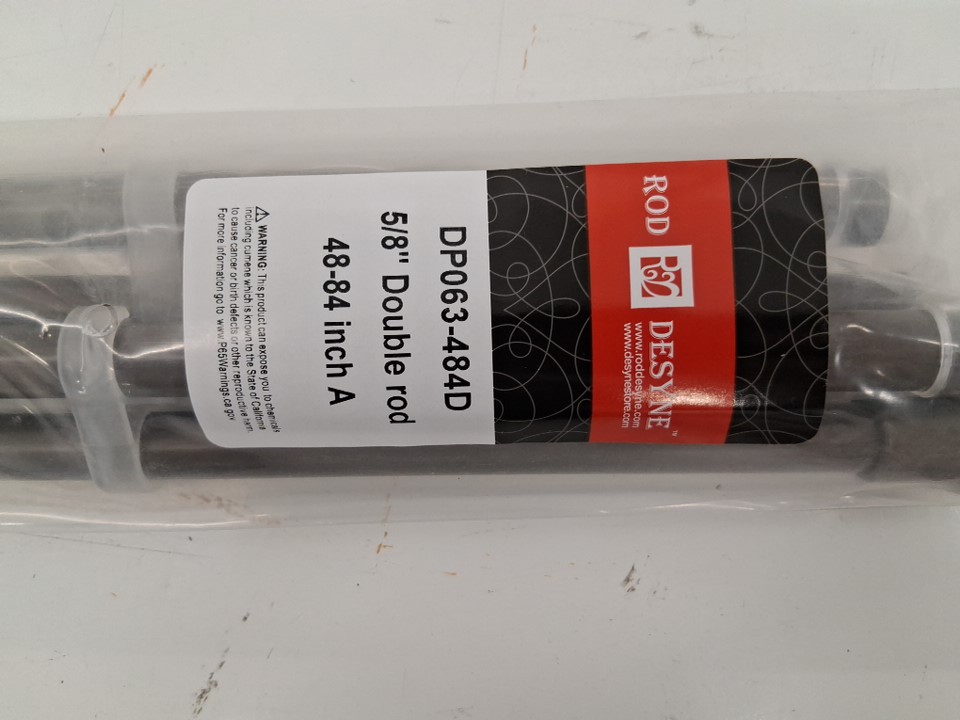 ROD DESYNE™
www.roddesyne.com
www.desynestore.com
DP063-484D
5/8" Double rod
48-84 inch A
⚠ WARNING: This product can expose you to chemicals
including cumene which is known to the State of California
to cause cancer or birth defects or other reproductive harm
For more information go to www.P65Warnings.ca.gov